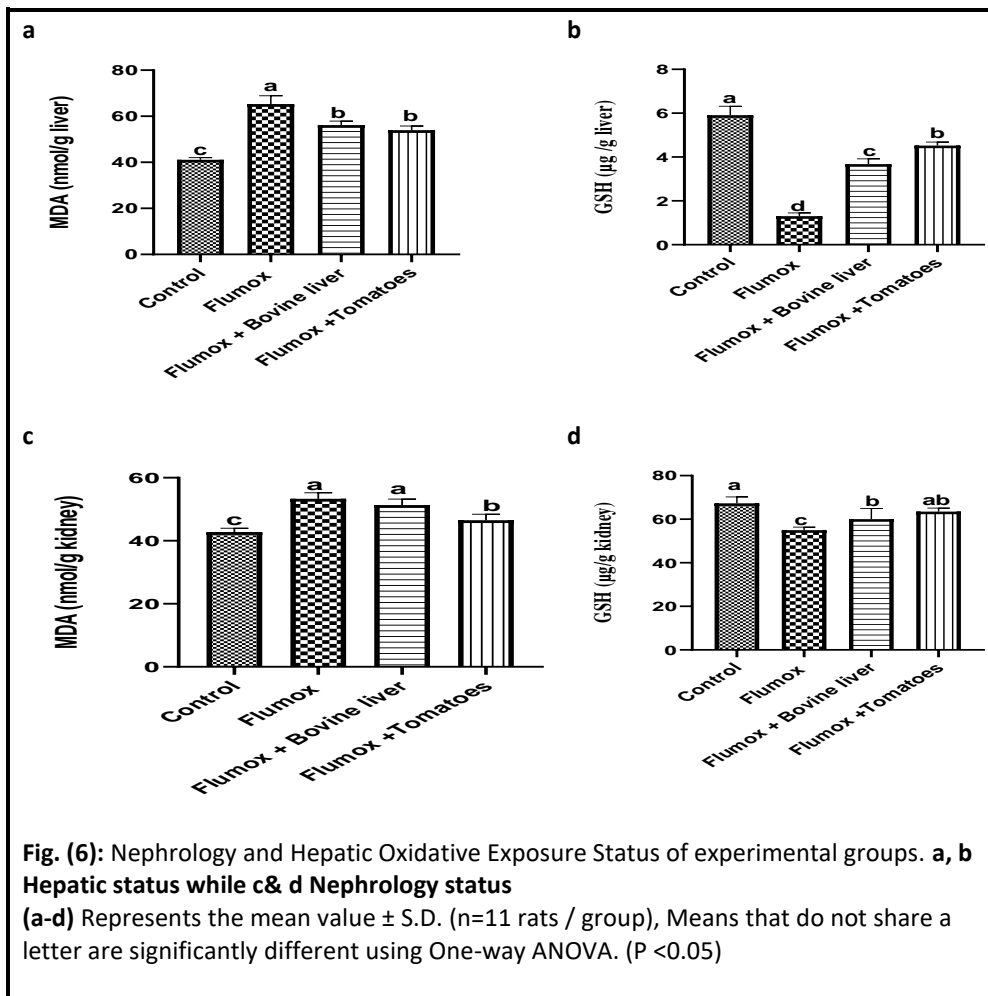 a
80
60
40
20
0
MDA (nmol/g liver)
c
a
b
b
Control
Flumox
Flumox + Bovine liver
Flumox +Tomatoes
b
8
6
4
2
0
GSH (µg /g liver)
a
d
c
b
Control
Flumox
Flumox + Bovine liver
Flumox +Tomatoes
c
60
40
20
0
MDA (nmol/g kidney)
c
a
a
b
Control
Flumox
Flumox + Bovine liver
Flumox +Tomatoes
d
80
60
40
20
0
GSH (µg/g kidney)
a
c
b
ab
Control
Flumox
Flumox + Bovine liver
Flumox +Tomatoes
Fig. (6): Nephrology and Hepatic Oxidative Exposure Status of experimental groups. a, b
Hepatic status while c& d Nephrology status
(a-d) Represents the mean value ± S.D. (n=11 rats / group), Means that do not share a
letter are significantly different using One-way ANOVA. (P <0.05)